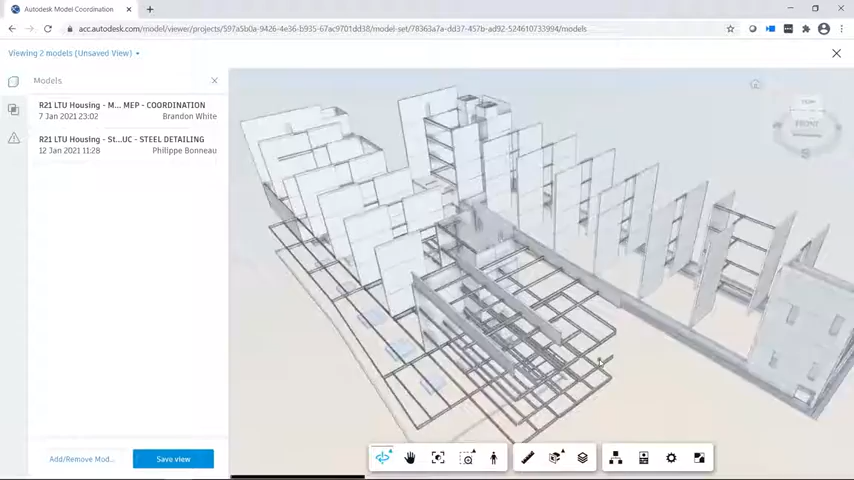 Autodesk Model Coordination
acc.autodesk.com/model/viewer/projects/597a5b0a-9426-4e36-b935-67ac9701dd38/model-set/78363a7a-dd37-457b-ad92-524610733994/models
Viewing 2 models (Unsaved View)
Models
R21 LTU Housing - M... MEP - COORDINATION
7 Jan 2021 23:02 Brandon White
R21 LTU Housing - St...UC - STEEL DETAILING
12 Jan 2021 11:28 Philippe Bonneau
TOP
FRONT
Add/Remove Mod...
Save view